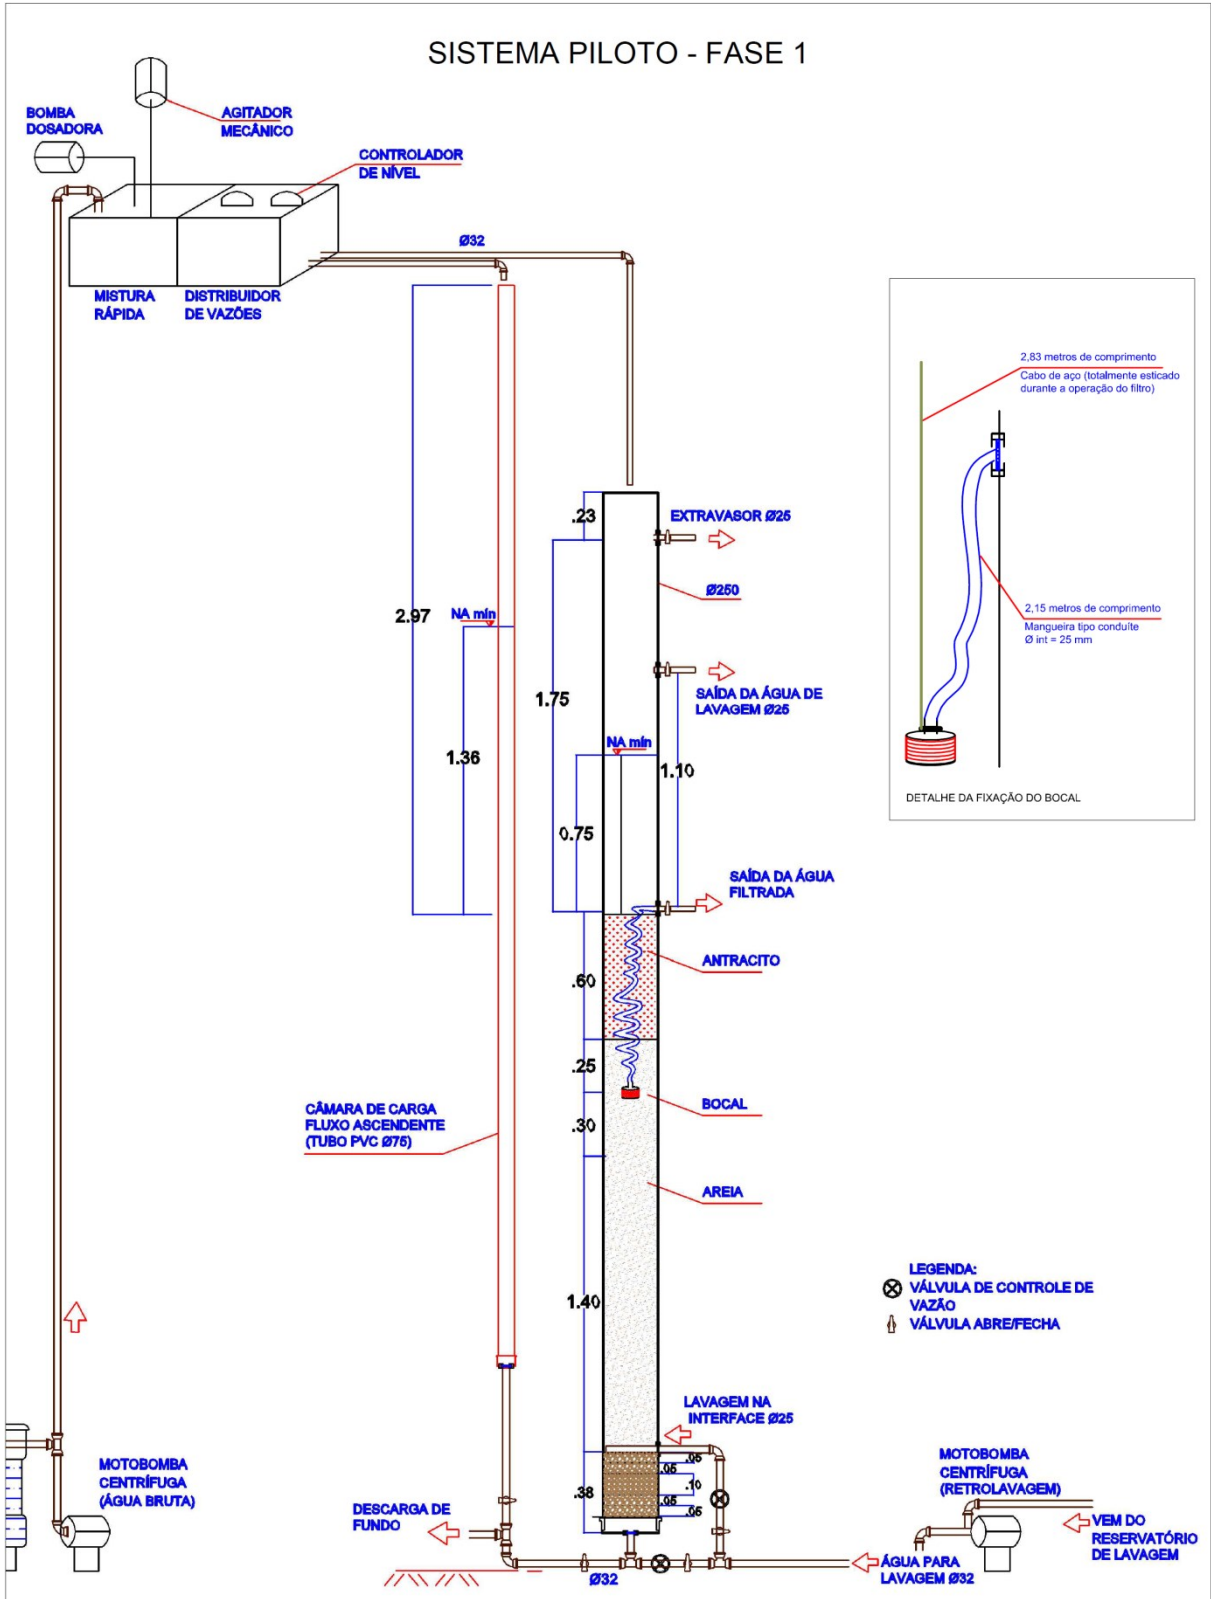 SISTEMA PILOTO - FASE 1
BOMBA
DOSADORA
AGITADOR
MECÂNICO
CONTROLADOR
DE NÍVEL
Ø32
MISTURA
RÁPIDA
DISTRIBUIDOR
DE VAZÕES
2,83 metros de comprimento
Cabo de aço (totalmente esticado
durante a operação do filtro)
2,15 metros de comprimento
Mangueira tipo conduíte
Ø int = 25 mm
DETALHE DA FIXAÇÃO DO BOCAL
.23
EXTRAVASOR Ø25
Ø250
2.97
NA mín
1.75
SAÍDA DA ÁGUA DE
LAVAGEM Ø25
NA mín
1.36
1.10
0.75
SAÍDA DA ÁGUA
FILTRADA
ANTRACITO
.60
.25
BOCAL
CÂMARA DE CARGA
FLUXO ASCENDENTE
(TUBO PVC Ø75)
.30
AREIA
1.40
LEGENDA:
VÁLVULA DE CONTROLE DE
VAZÃO
VÁLVULA ABRE/FECHA
LAVAGEM NA
INTERFACE Ø25
.05
.05
.10
.05
.05
.38
MOTOBOMBA
CENTRÍFUGA
(ÁGUA BRUTA)
DESCARGA DE
FUNDO
Ø32
MOTOBOMBA
CENTRÍFUGA
(RETROLAVAGEM)
VEM DO
RESERVATÓRIO
DE LAVAGEM
ÁGUA PARA
LAVAGEM Ø32